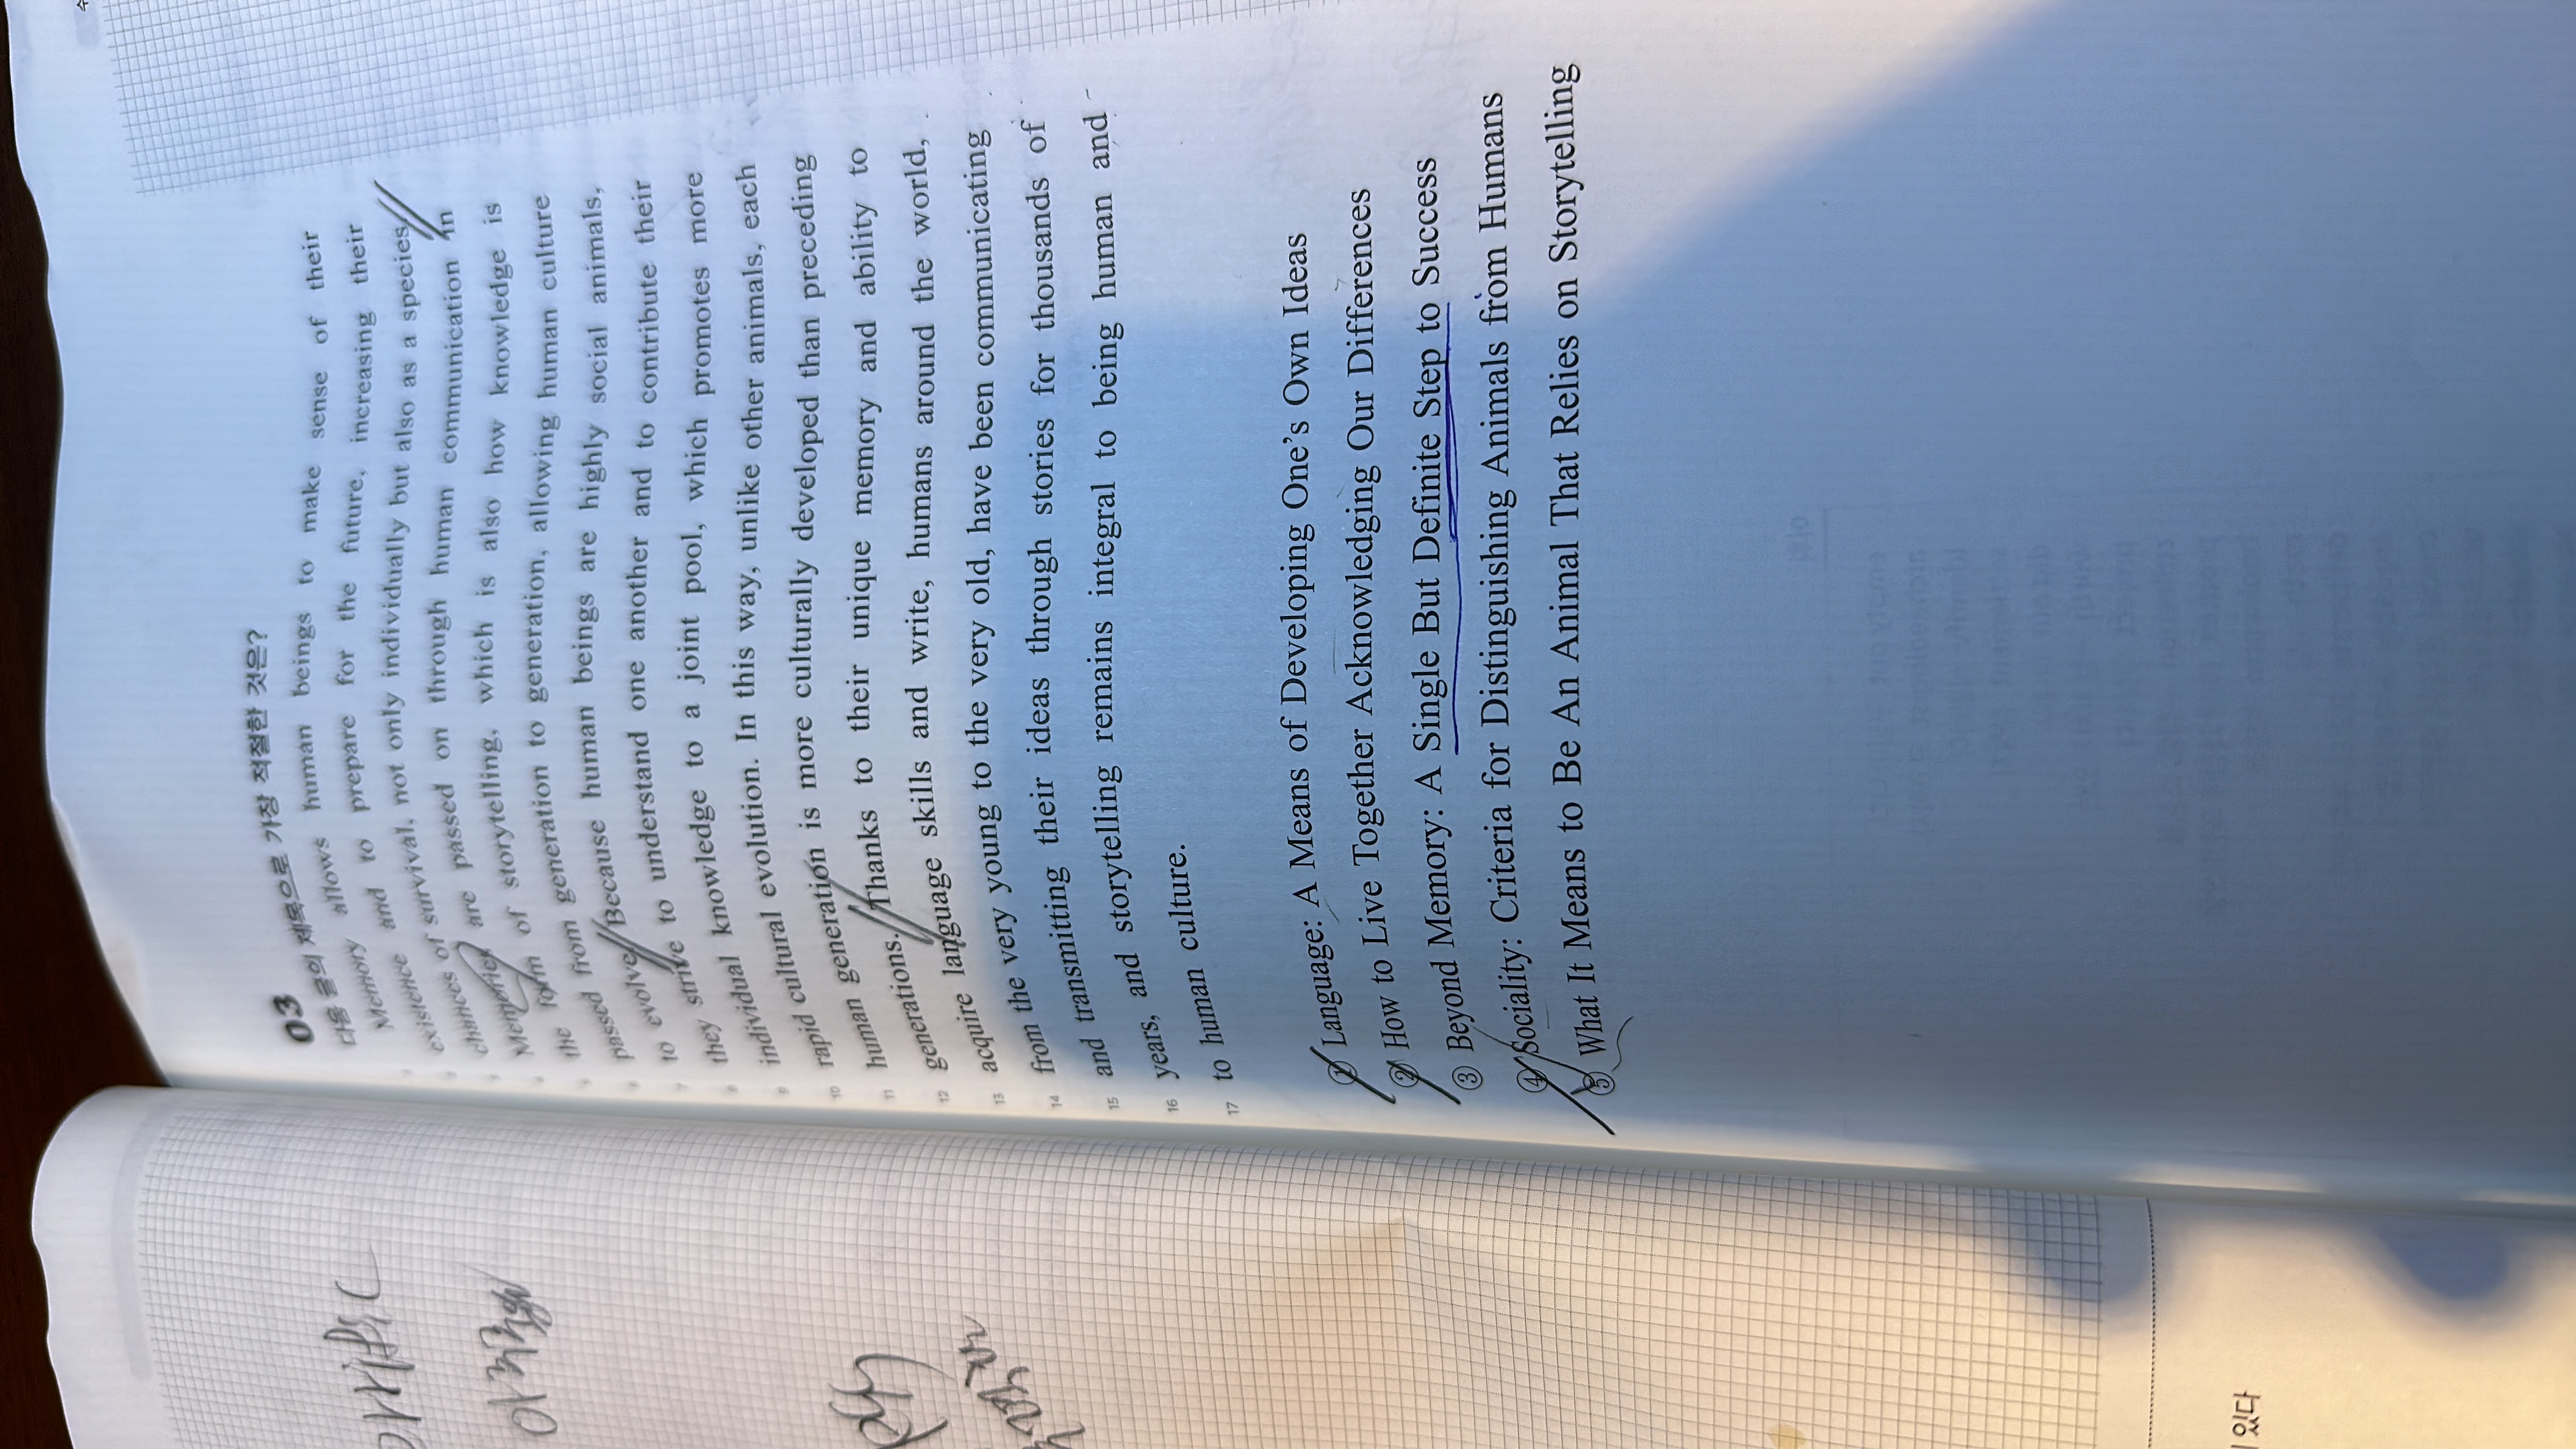 03
다음 글의 제목으로 가장 적절한 것은?
Memory allows human beings to make sense of their
existence and to prepare for the future, increasing their
chances of survival, not only individually but also as a species.
Memories are passed on through human communication in
the form of storytelling, which is also how knowledge is
passed from generation to generation, allowing human culture
to evolve. Because human beings are highly social animals,
they strive to understand one another and to contribute their
individual knowledge to a joint pool, which promotes more
rapid cultural evolution. In this way, unlike other animals, each
human generation is more culturally developed than preceding
generations. Thanks to their unique memory and ability to
acquire language skills and write, humans around the world,
from the very young to the very old, have been communicating
and transmitting their ideas through stories for thousands of
years, and storytelling remains integral to being human and
to human culture.
① Language: A Means of Developing One's Own Ideas
② How to Live Together Acknowledging Our Differences
③ Beyond Memory: A Single But Definite Step to Success
④ Sociality: Criteria for Distinguishing Animals from Humans
⑤ What It Means to Be An Animal That Relies on Storytelling
10
11
12
13
14
15
16
17
있다